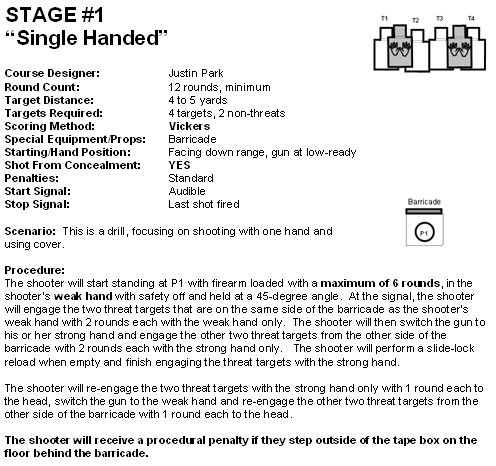 STAGE #1
“Single Handed”
T1 T2 T3 T4
Course Designer: Justin Park
Round Count: 12 rounds, minimum
Target Distance: 4 to 5 yards
Targets Required: 4 targets, 2 non-threats
Scoring Method: Vickers
Special Equipment/Props: Barricade
Starting/Hand Position: Facing down range, gun at low-ready
Shot From Concealment: YES
Penalties: Standard
Start Signal: Audible
Stop Signal: Last shot fired
Barricade
P1
Scenario: This is a drill, focusing on shooting with one hand and
using cover.
Procedure:
The shooter will start standing at P1 with firearm loaded with a maximum of 6 rounds, in the
shooter's weak hand with safety off and held at a 45-degree angle. At the signal, the shooter
will engage the two threat targets that are on the same side of the barricade as the shooter's
weak hand with 2 rounds each with the weak hand only. The shooter will then switch the gun to
his or her strong hand and engage the other two threat targets from the other side of the
barricade with 2 rounds each with the strong hand only. The shooter will perform a slide-lock
reload when empty and finish engaging the threat targets with the strong hand.
The shooter will re-engage the two threat targets with the strong hand only with 1 round each to
the head, switch the gun to the weak hand and re-engage the other two threat targets from the
other side of the barricade with 1 round each to the head.
The shooter will receive a procedural penalty if they step outside of the tape box on the
floor behind the barricade.